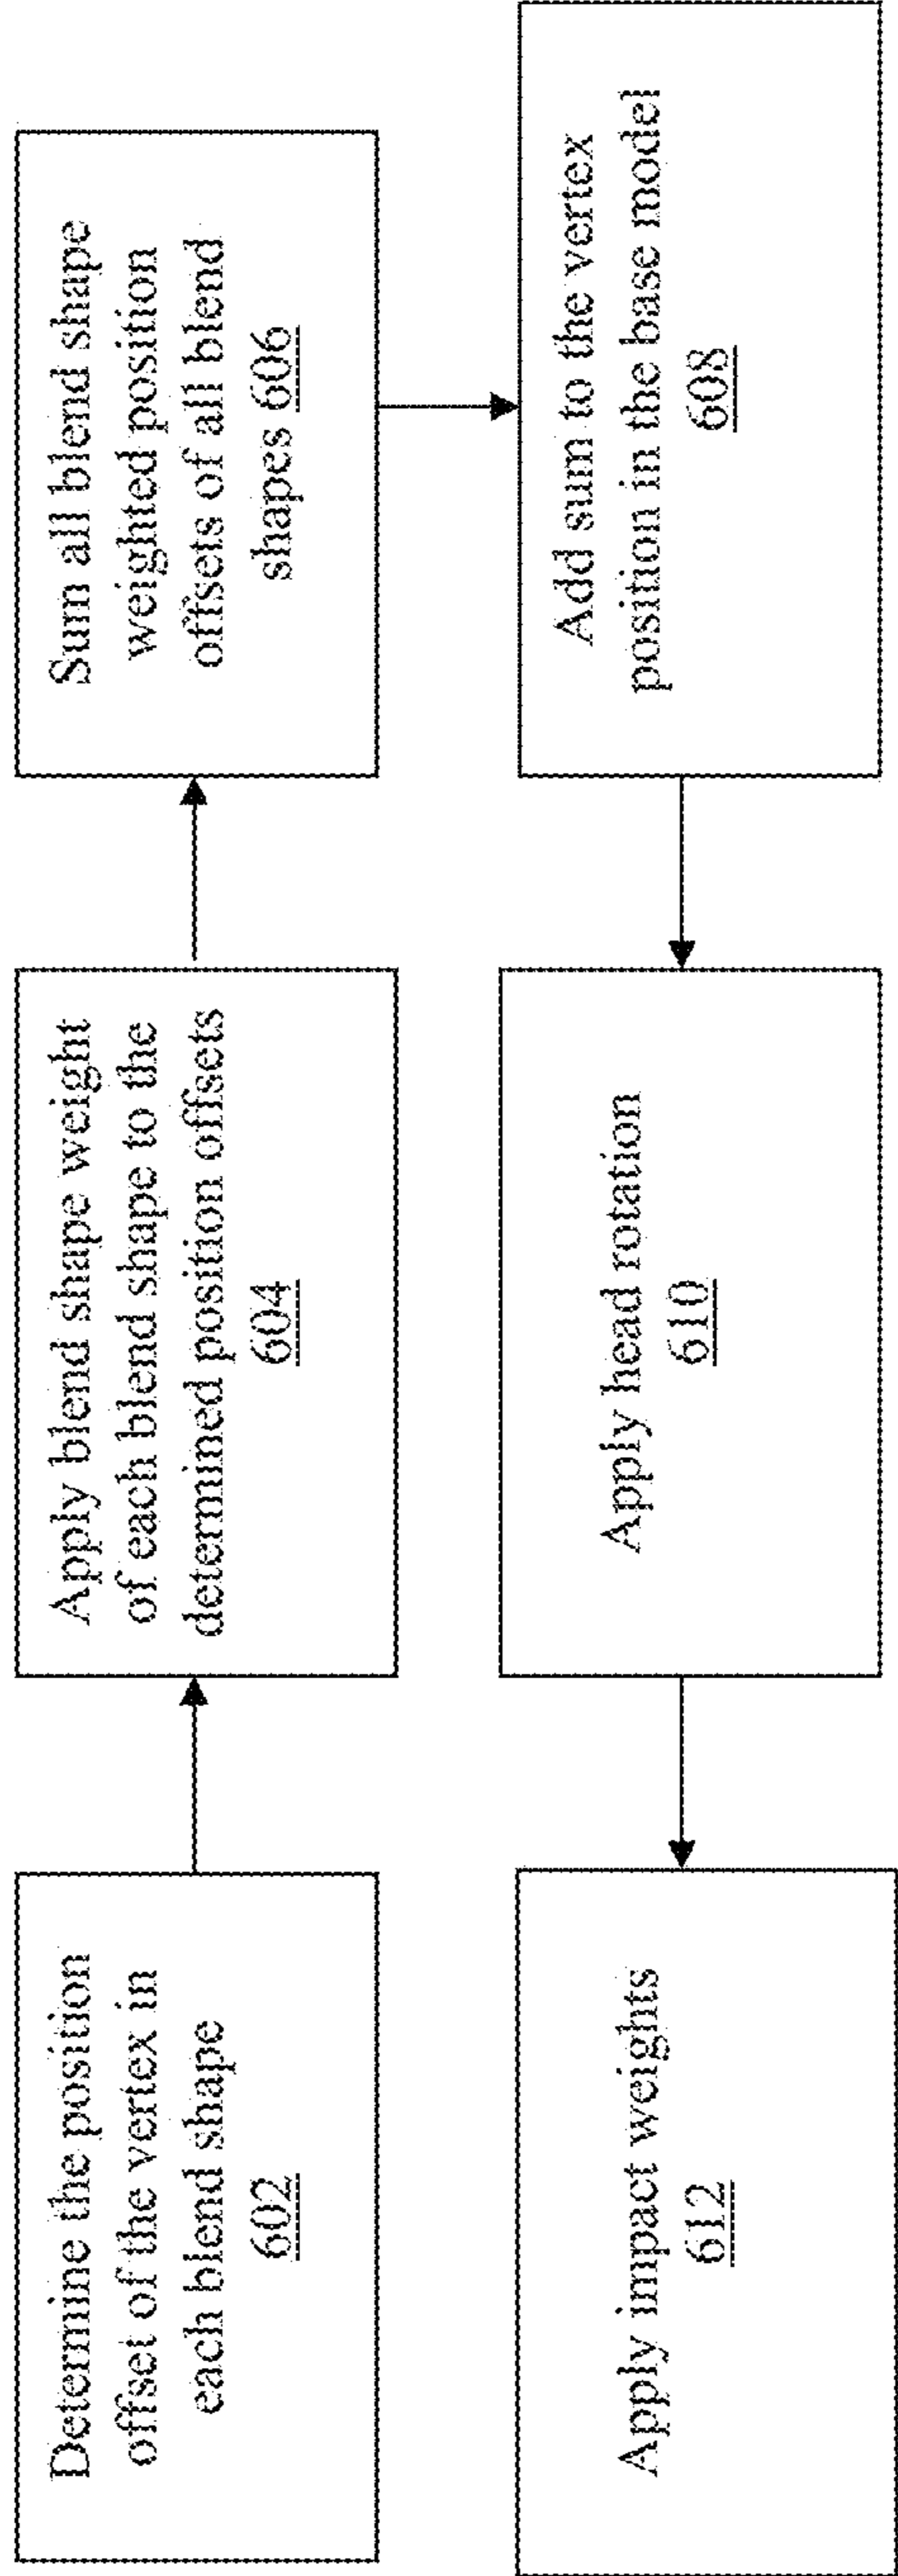 Determine the position
offset of the vertex in
each blend shape
602
Apply blend shape weight
of each blend shape to the
determined position offsets
604
Sum all blend shape
weighted position
offsets of all blend
shapes 606
Add sum to the vertex
position in the base model
608
Apply head rotation
610
Apply impact weights
612